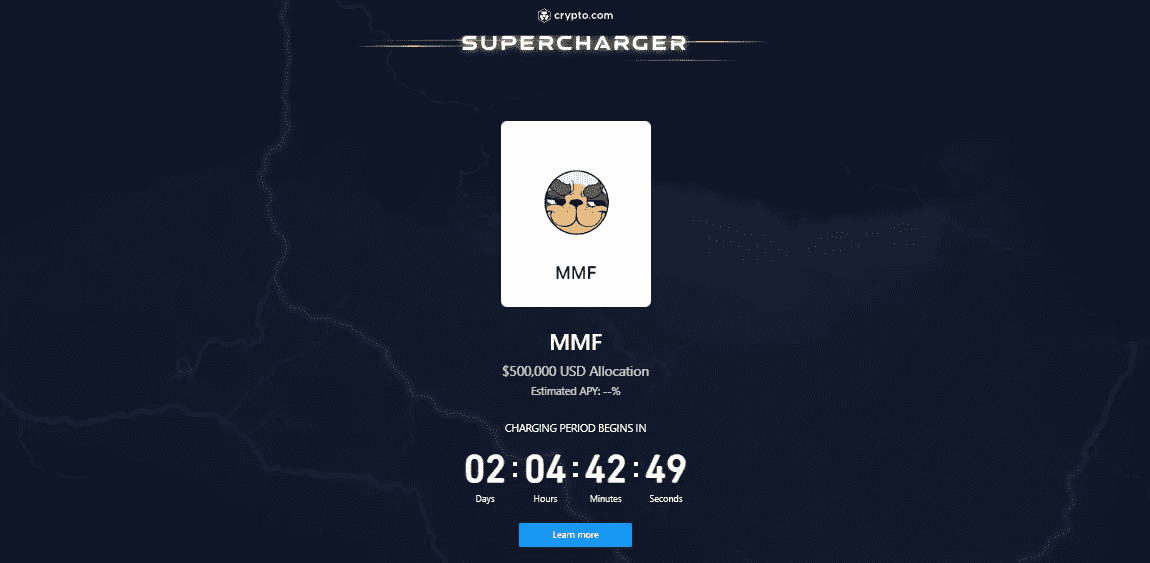 crypto.com
SUPERCHARGER
MMF
MMF
$500,000 USD Allocation
Estimated APY: --%
CHARGING PERIOD BEGINS IN
02 : 04 : 42 : 49
Days Hours Minutes Seconds
Learn more